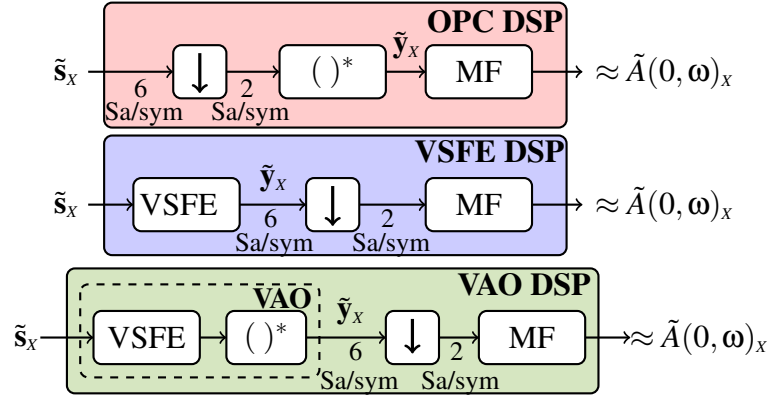 OPC DSP
s̃_X 6 Sa/sym ↓ 2 Sa/sym ( )* ỹ_X MF ≈ Ã(0, ω)_X
VSFE DSP
s̃_X VSFE ỹ_X 6 Sa/sym ↓ 2 Sa/sym MF ≈ Ã(0, ω)_X
VAO DSP
VAO
s̃_X VSFE ( )* ỹ_X 6 Sa/sym ↓ 2 Sa/sym MF ≈ Ã(0, ω)_X